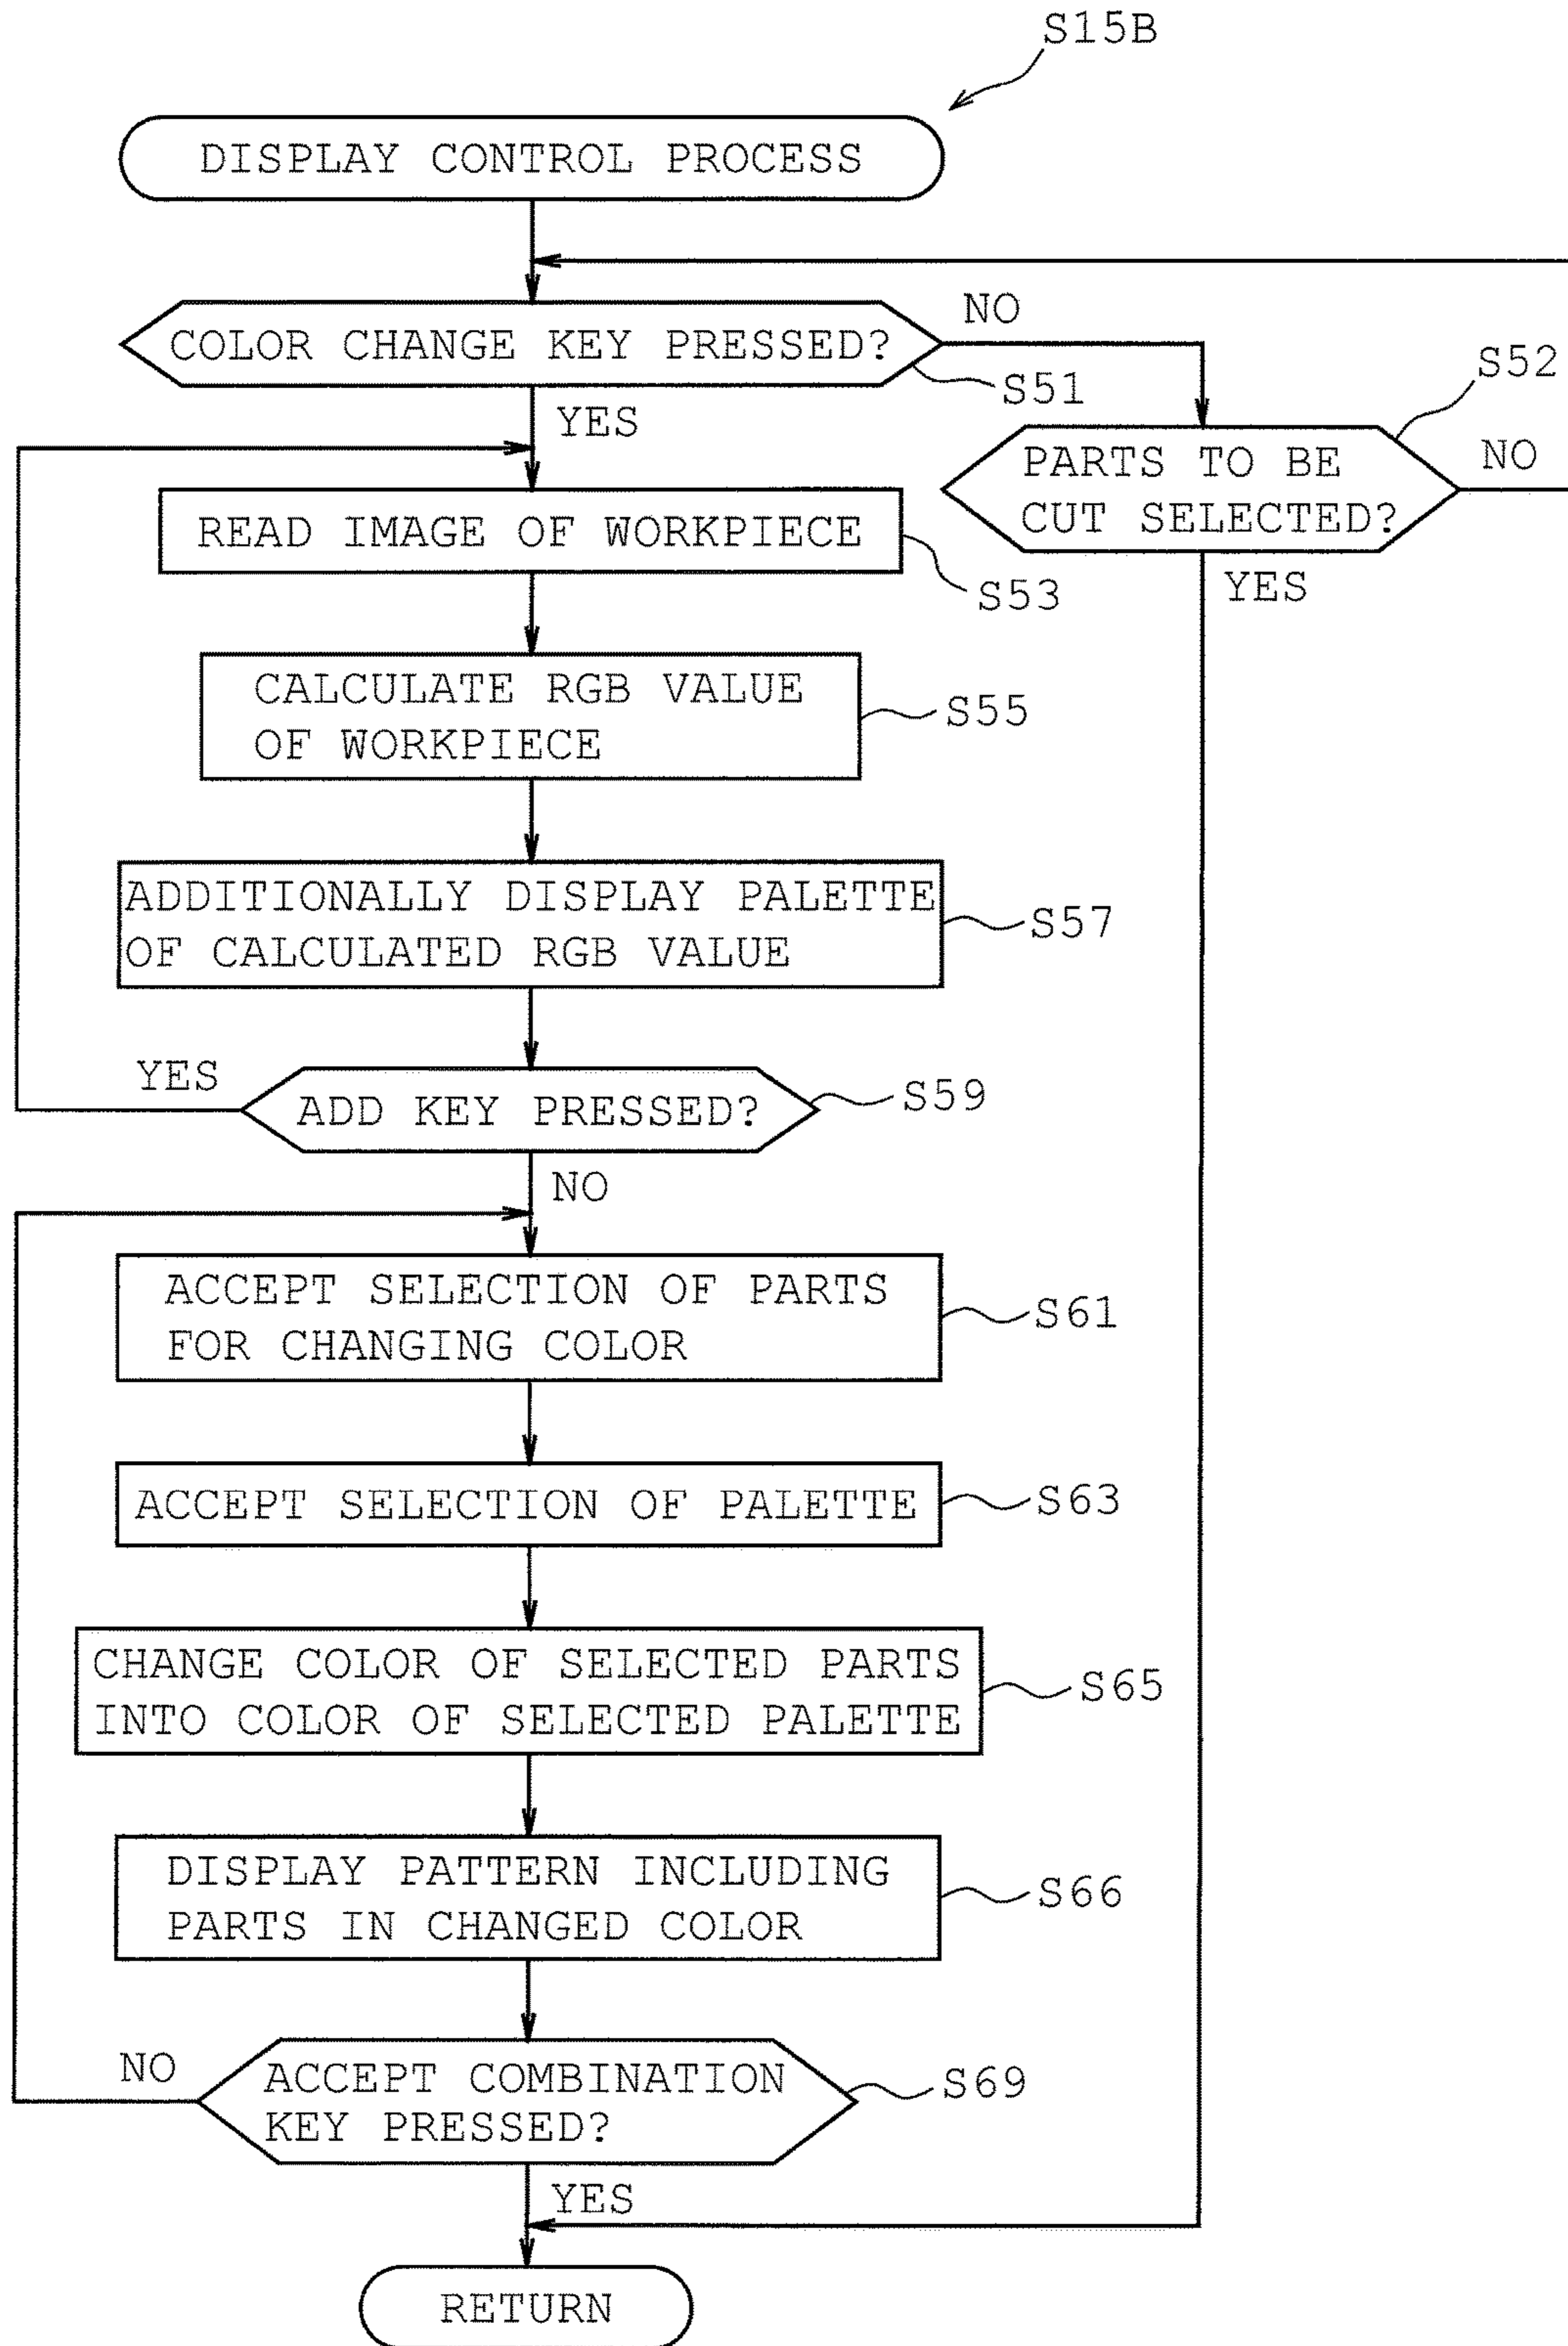 S15B
DISPLAY CONTROL PROCESS
COLOR CHANGE KEY PRESSED?
NO
S51
YES
S52
PARTS TO BE
CUT SELECTED?
NO
YES
READ IMAGE OF WORKPIECE
S53
CALCULATE RGB VALUE
OF WORKPIECE
S55
ADDITIONALLY DISPLAY PALETTE
OF CALCULATED RGB VALUE
S57
YES
ADD KEY PRESSED?
S59
NO
ACCEPT SELECTION OF PARTS
FOR CHANGING COLOR
S61
ACCEPT SELECTION OF PALETTE
S63
CHANGE COLOR OF SELECTED PARTS
INTO COLOR OF SELECTED PALETTE
S65
DISPLAY PATTERN INCLUDING
PARTS IN CHANGED COLOR
S66
NO
ACCEPT COMBINATION
KEY PRESSED?
S69
YES
RETURN